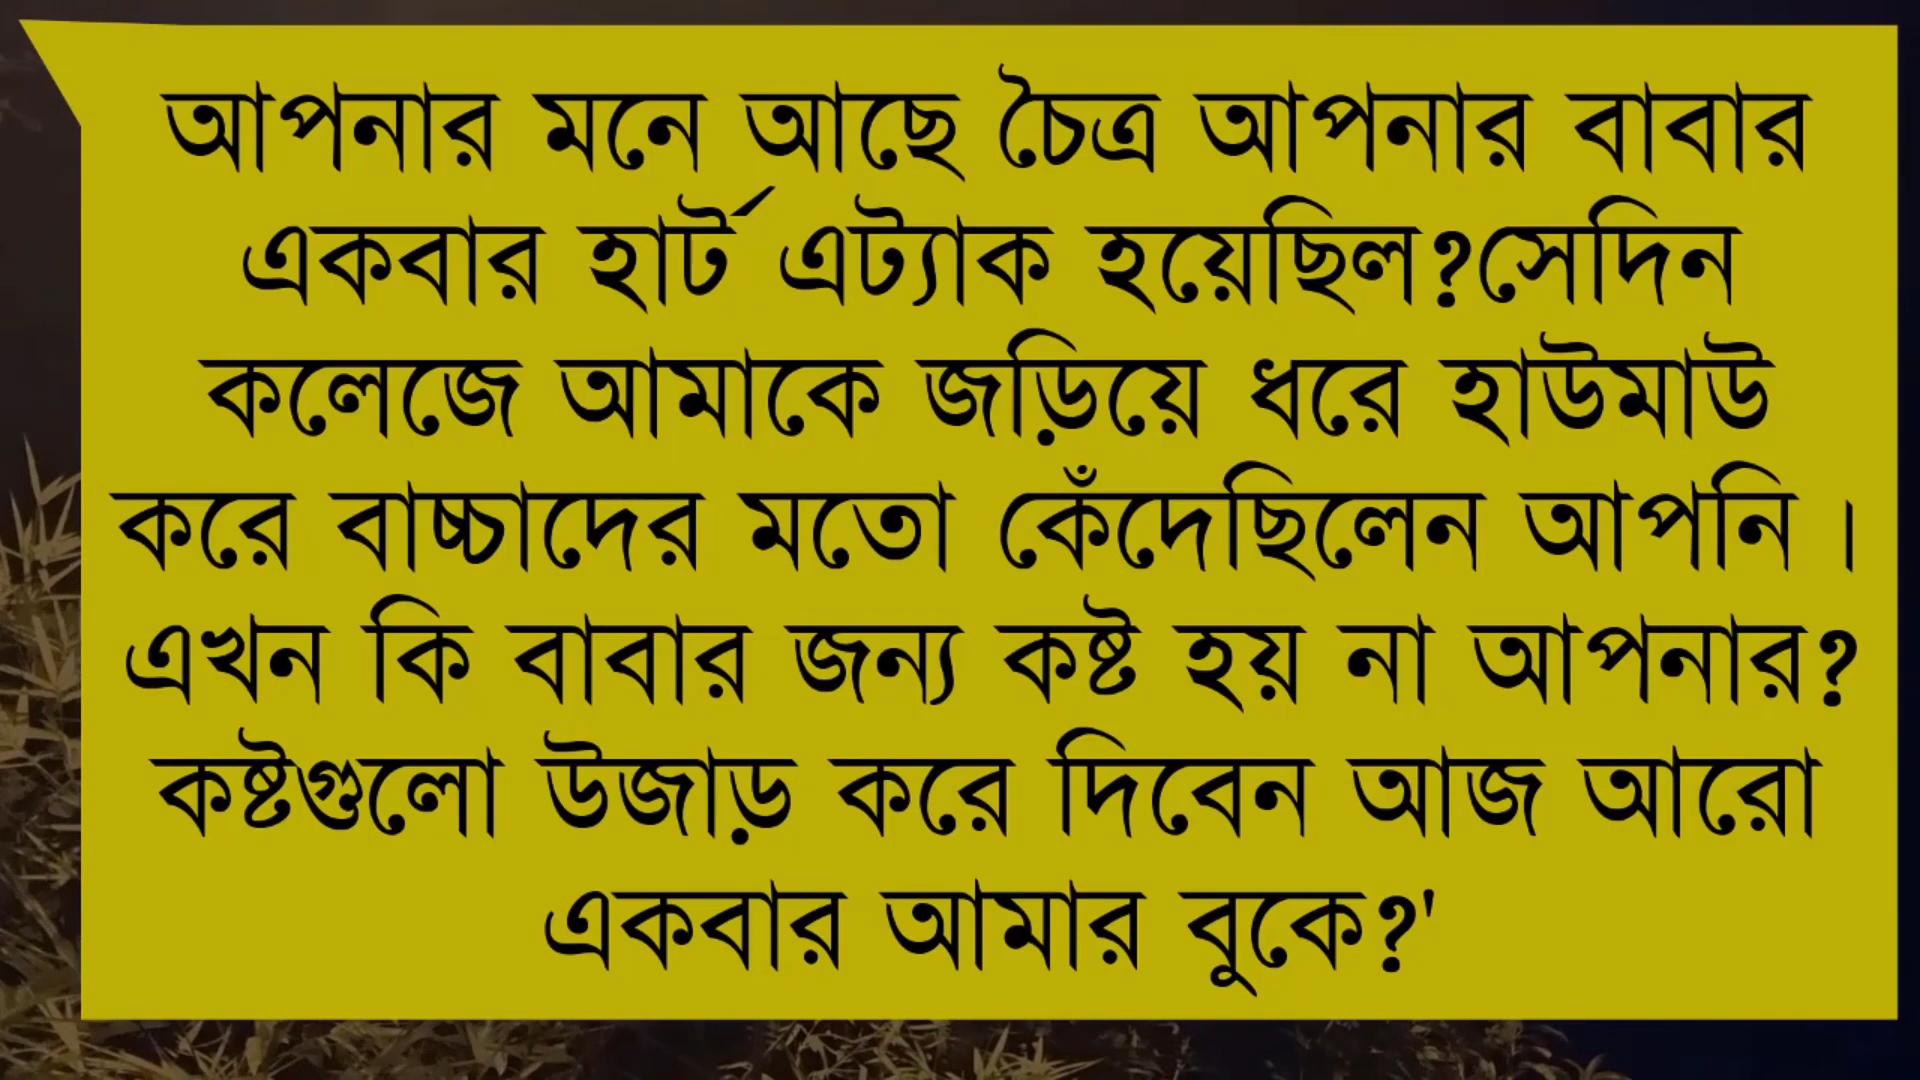 আপনার মনে আছে চৈত্র আপনার বাবার
একবার হার্ট এট্যাক হয়েছিল?সেদিন
কলেজে আমাকে জড়িয়ে ধরে হাউমাউ
করে বাচ্চাদের মতো কেঁদেছিলেন আপনি ।
এখন কি বাবার জন্য কষ্ট হয় না আপনার?
কষ্টগুলো উজাড় করে দিবেন আজ আরো
একবার আমার বুকে?'